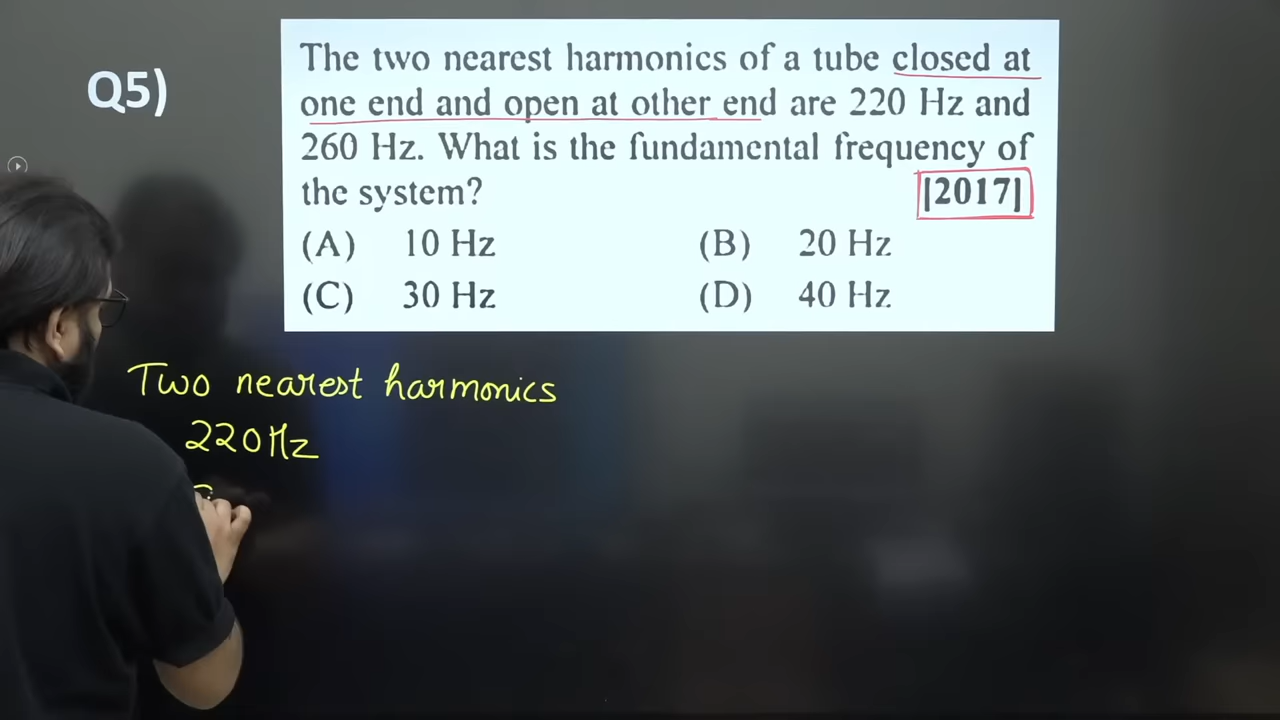 Q5)
The two nearest harmonics of a tube closed at
one end and open at other end are 220 Hz and
260 Hz. What is the fundamental frequency of
the system? [2017]
(A) 10 Hz (B) 20 Hz
(C) 30 Hz (D) 40 Hz
Two nearest harmonics
220Hz